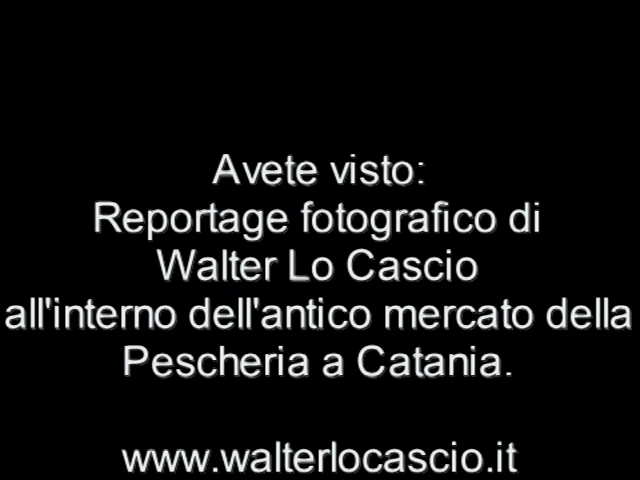 Avete visto:
Reportage fotografico di
Walter Lo Cascio
all'interno dell'antico mercato della
Pescheria a Catania.
www.walterlocascio.it